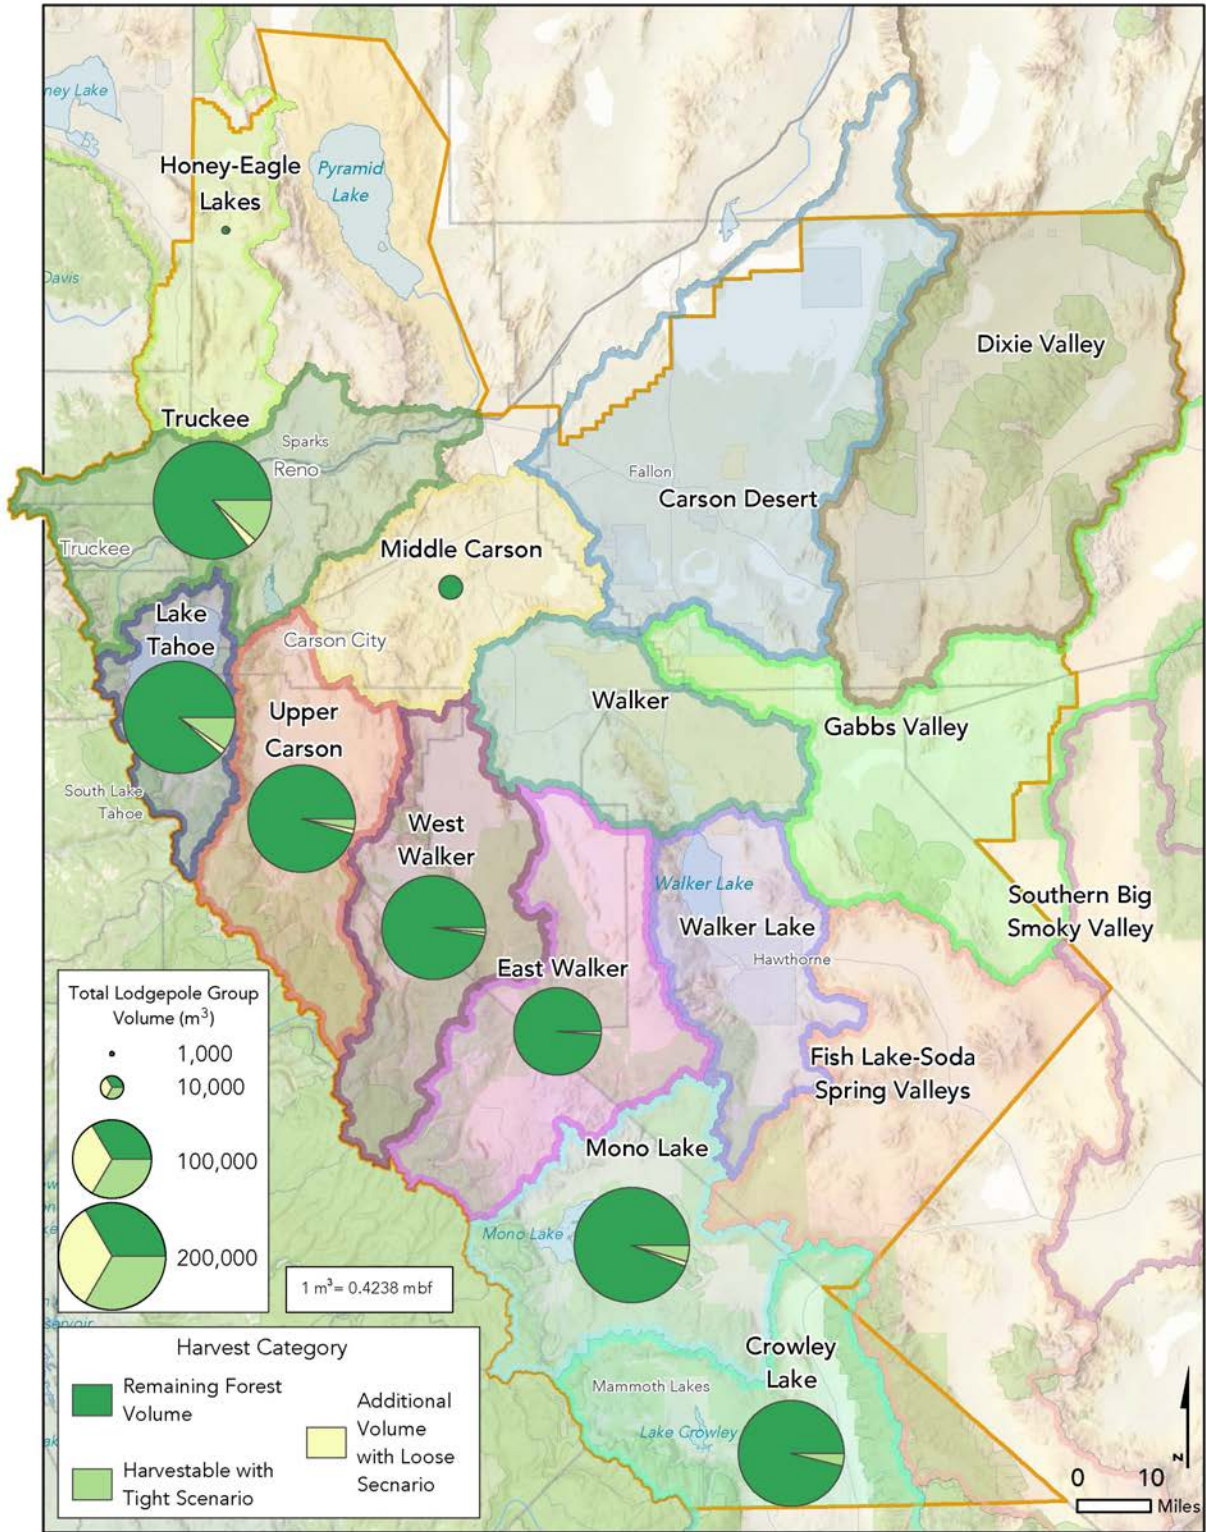 ney Lake
Honey-Eagle
Lakes
Pyramid
Lake
Davis
Dixie Valley
Truckee
Sparks
Reno
Fallon
Carson Desert
Truckee
Middle Carson
Lake
Tahoe
Carson City
Walker
Upper
Carson
Gabbs Valley
South Lake
Tahoe
West
Walker
Walker Lake
Southern Big
Smoky Valley
Walker Lake
Hawthorne
East Walker
Fish Lake-Soda
Spring Valleys
Total Lodgepole Group
Volume (m³)
1,000
10,000
100,000
200,000
1 m³= 0.4238 mbf
Mono Lake
Mono Lake
Crowley
Lake
Mammoth Lakes
Lake Crowley
servoir
Harvest Category
Remaining Forest
Volume
Harvestable with
Tight Scenario
Additional
Volume
with Loose
Secnario
N
0 10
Miles